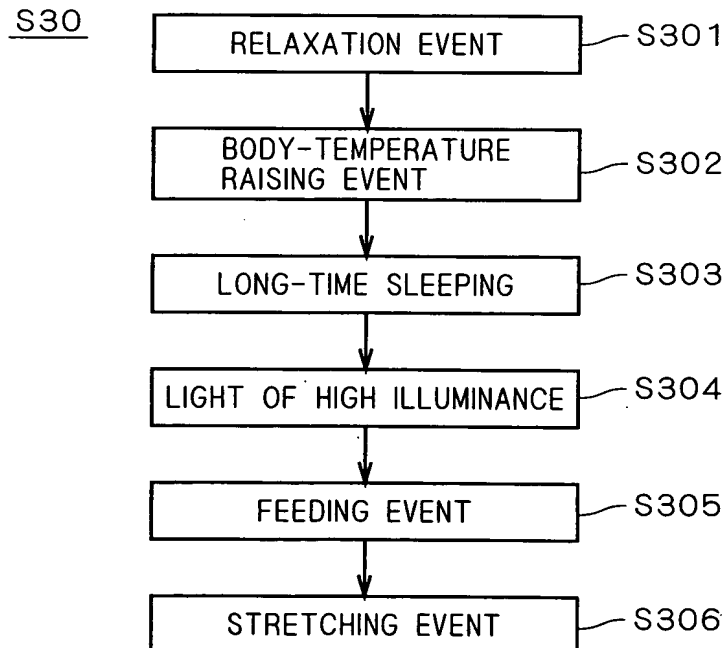 S30
RELAXATION EVENT
S301
BODY-TEMPERATURE
RAISING EVENT
S302
LONG-TIME SLEEPING
S303
LIGHT OF HIGH ILLUMINANCE
S304
FEEDING EVENT
S305
STRETCHING EVENT
S306